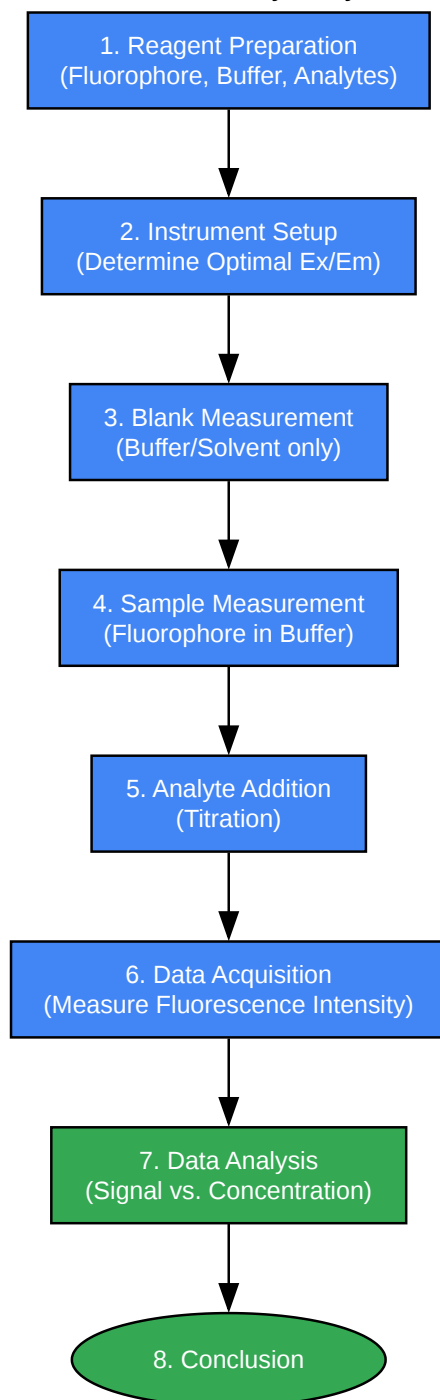 1. Reagent Preparation
(Fluorophore, Buffer, Analytes)
2. Instrument Setup
(Determine Optimal Ex/Em)
3. Blank Measurement
(Buffer/Solvent only)
4. Sample Measurement
(Fluorophore in Buffer)
5. Analyte Addition
(Titration)
6. Data Acquisition
(Measure Fluorescence Intensity)
7. Data Analysis
(Signal vs. Concentration)
8. Conclusion